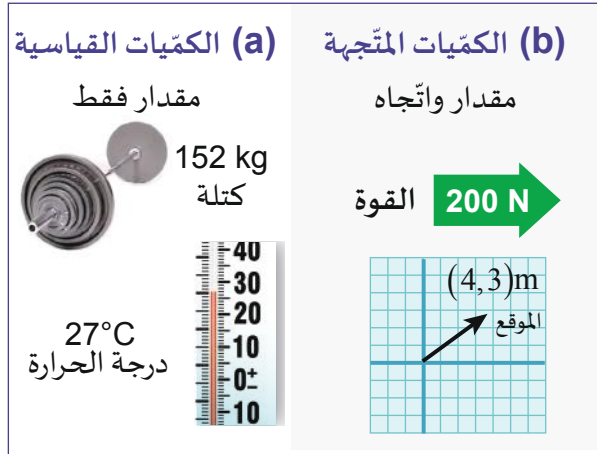 (a) الكمّيات القياسية
مقدار فقط
152 kg
كتلة
27°C
درجة الحرارة
40
30
20
10
0±
10
(b) الكمّيات المتّجهة
مقدار واتّجاه
القوة
200 N
(4,3)m
الموقع